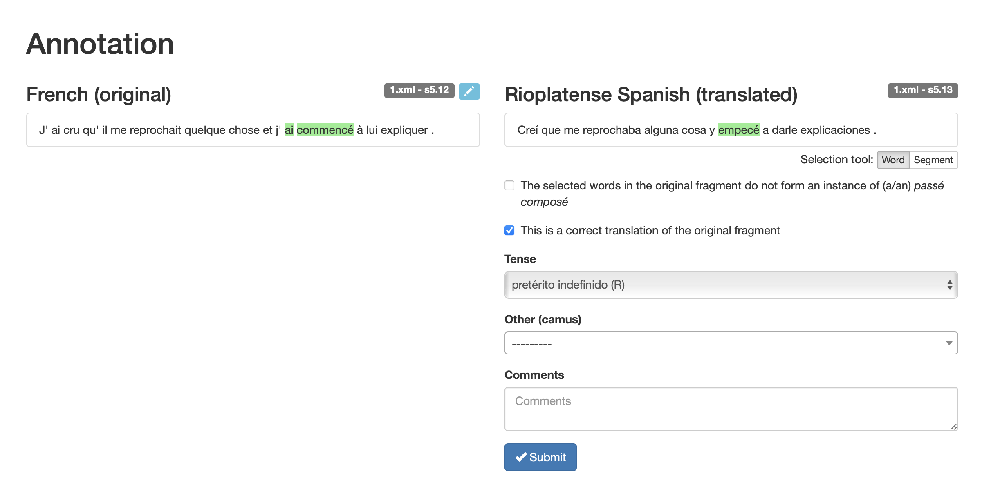 Annotation
French (original)
1.xml - s5.12
J' ai cru qu' il me reprochait quelque chose et j' ai commencé à lui expliquer .
Rioplatense Spanish (translated)
1.xml - s5.13
Creí que me reprochaba alguna cosa y empecé a darle explicaciones .
Selection tool: Word Segment
The selected words in the original fragment do not form an instance of (a/an) passé
composé
This is a correct translation of the original fragment
Tense
pretérito indefinido (R)
Other (camus)
---------
Comments
Comments
Submit